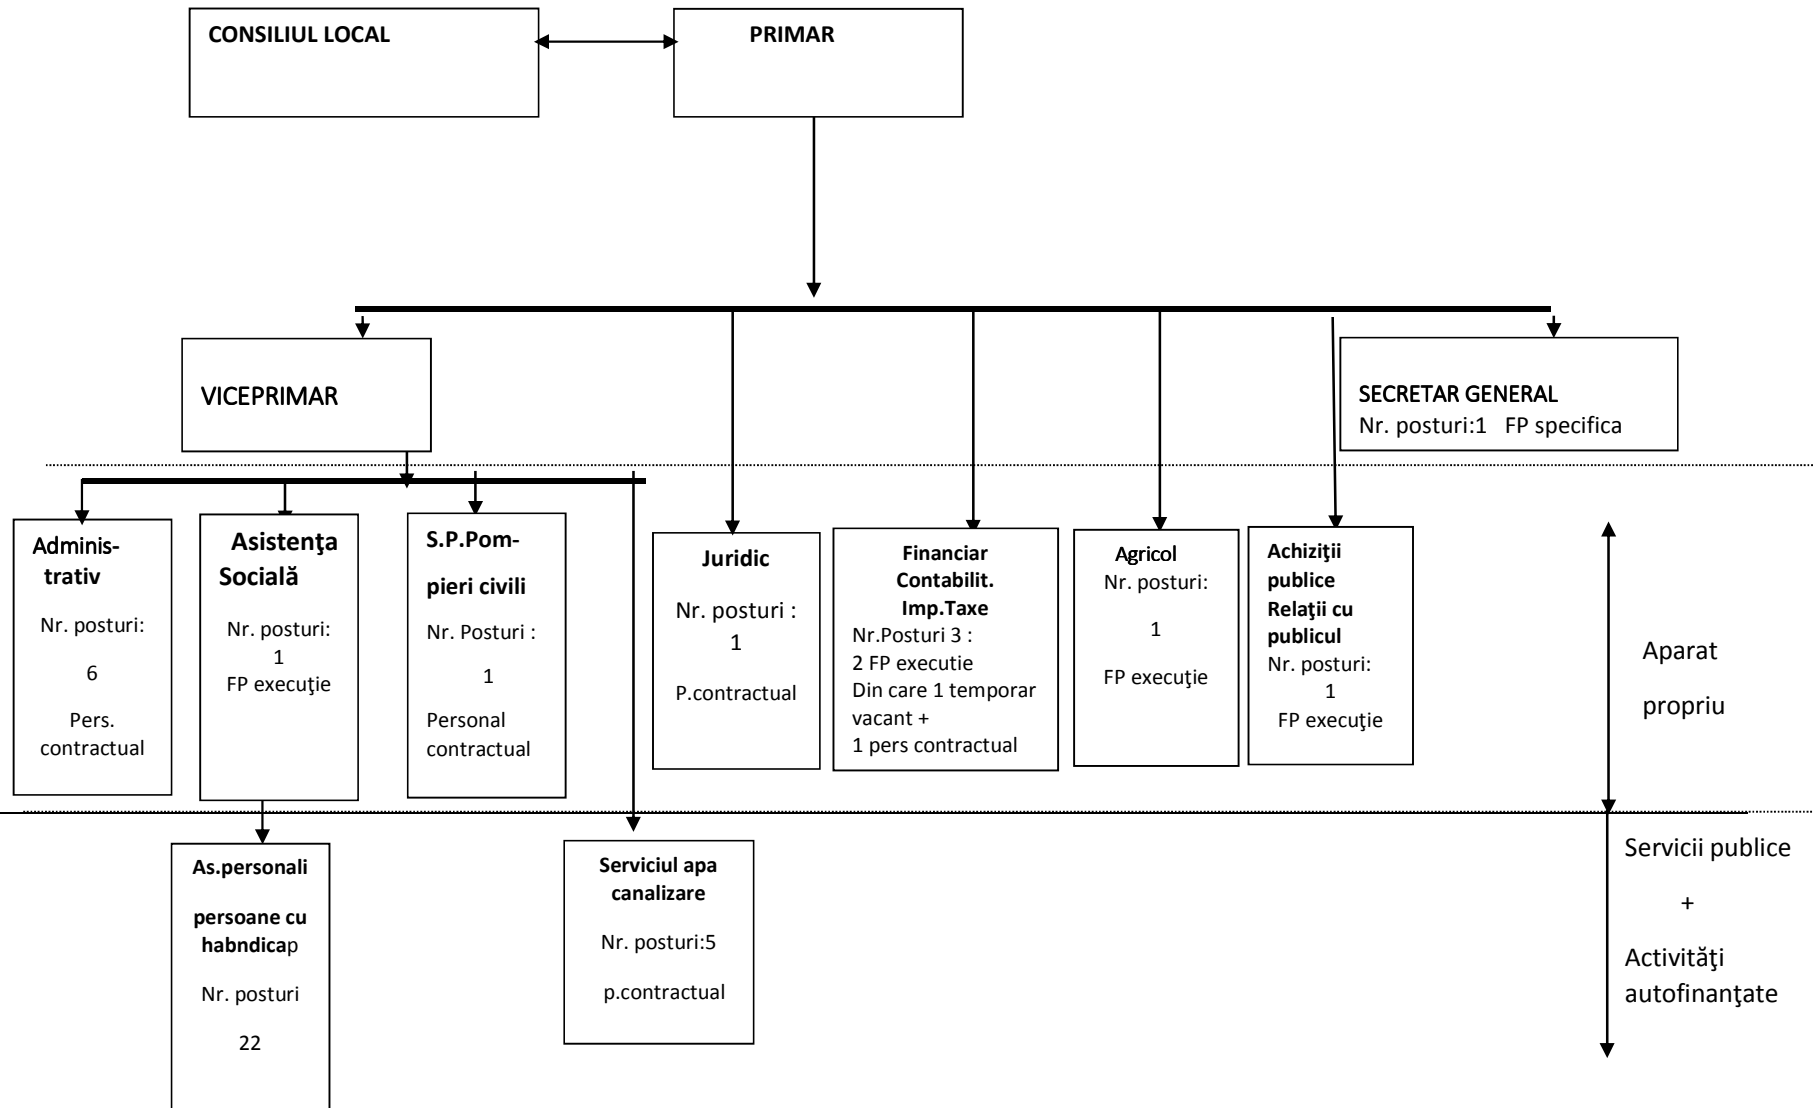 CONSILIUL LOCAL
PRIMAR
VICEPRIMAR
SECRETAR GENERAL
Nr. posturi:1 FP specifica
Adminis-
trativ
Nr. posturi:
6
Pers.
contractual
Asistenţa
Socială
Nr. posturi:
1
FP execuţie
S.P.Pom-
pieri civili
Nr. Posturi :
1
Personal
contractual
Juridic
Nr. posturi :
1
P.contractual
Financiar
Contabilit.
Imp.Taxe
Nr.Posturi 3 :
2 FP executie
Din care 1 temporar
vacant +
1 pers contractual
Agricol
Nr. posturi:
1
FP execuţie
Achiziţii
publice
Relaţii cu
publicul
Nr. posturi:
1
FP execuţie
Aparat
propriu
As.personali
persoane cu
habndicap
Nr. posturi
22
Serviciul apa
canalizare
Nr. posturi:5
p.contractual
Servicii publice
+
Activităţi
autofinanţate